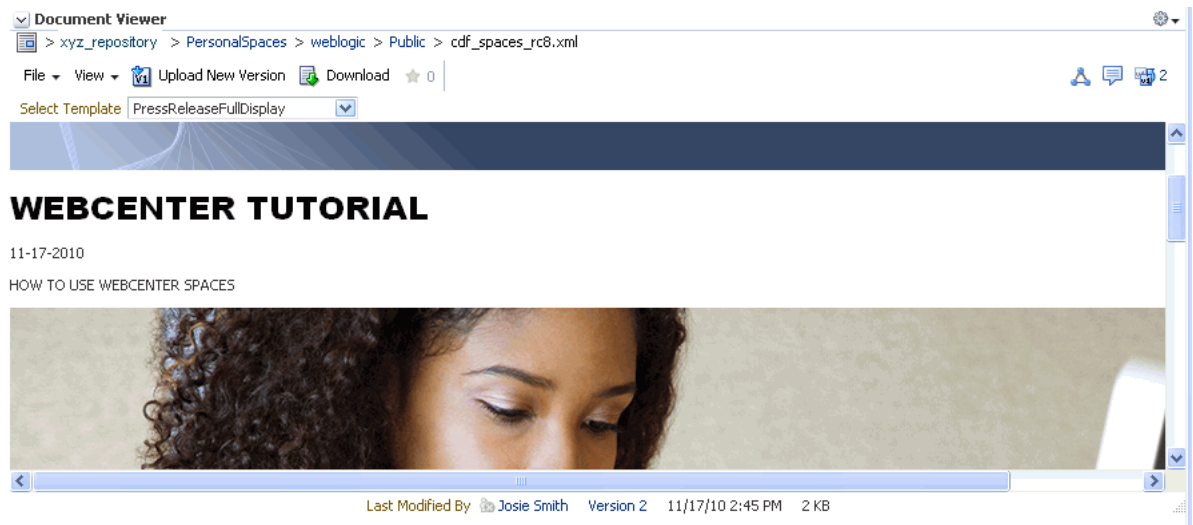 Document Viewer
> xyz_repository > PersonalSpaces > weblogic > Public > cdf_spaces_rc8.xml
File View V1 Upload New Version Download 0 V1 2
Select Template PressReleaseFullDisplay
WEBCENTER TUTORIAL
11-17-2010
HOW TO USE WEBCENTER SPACES
Last Modified By Josie Smith Version 2 11/17/10 2:45 PM 2 KB